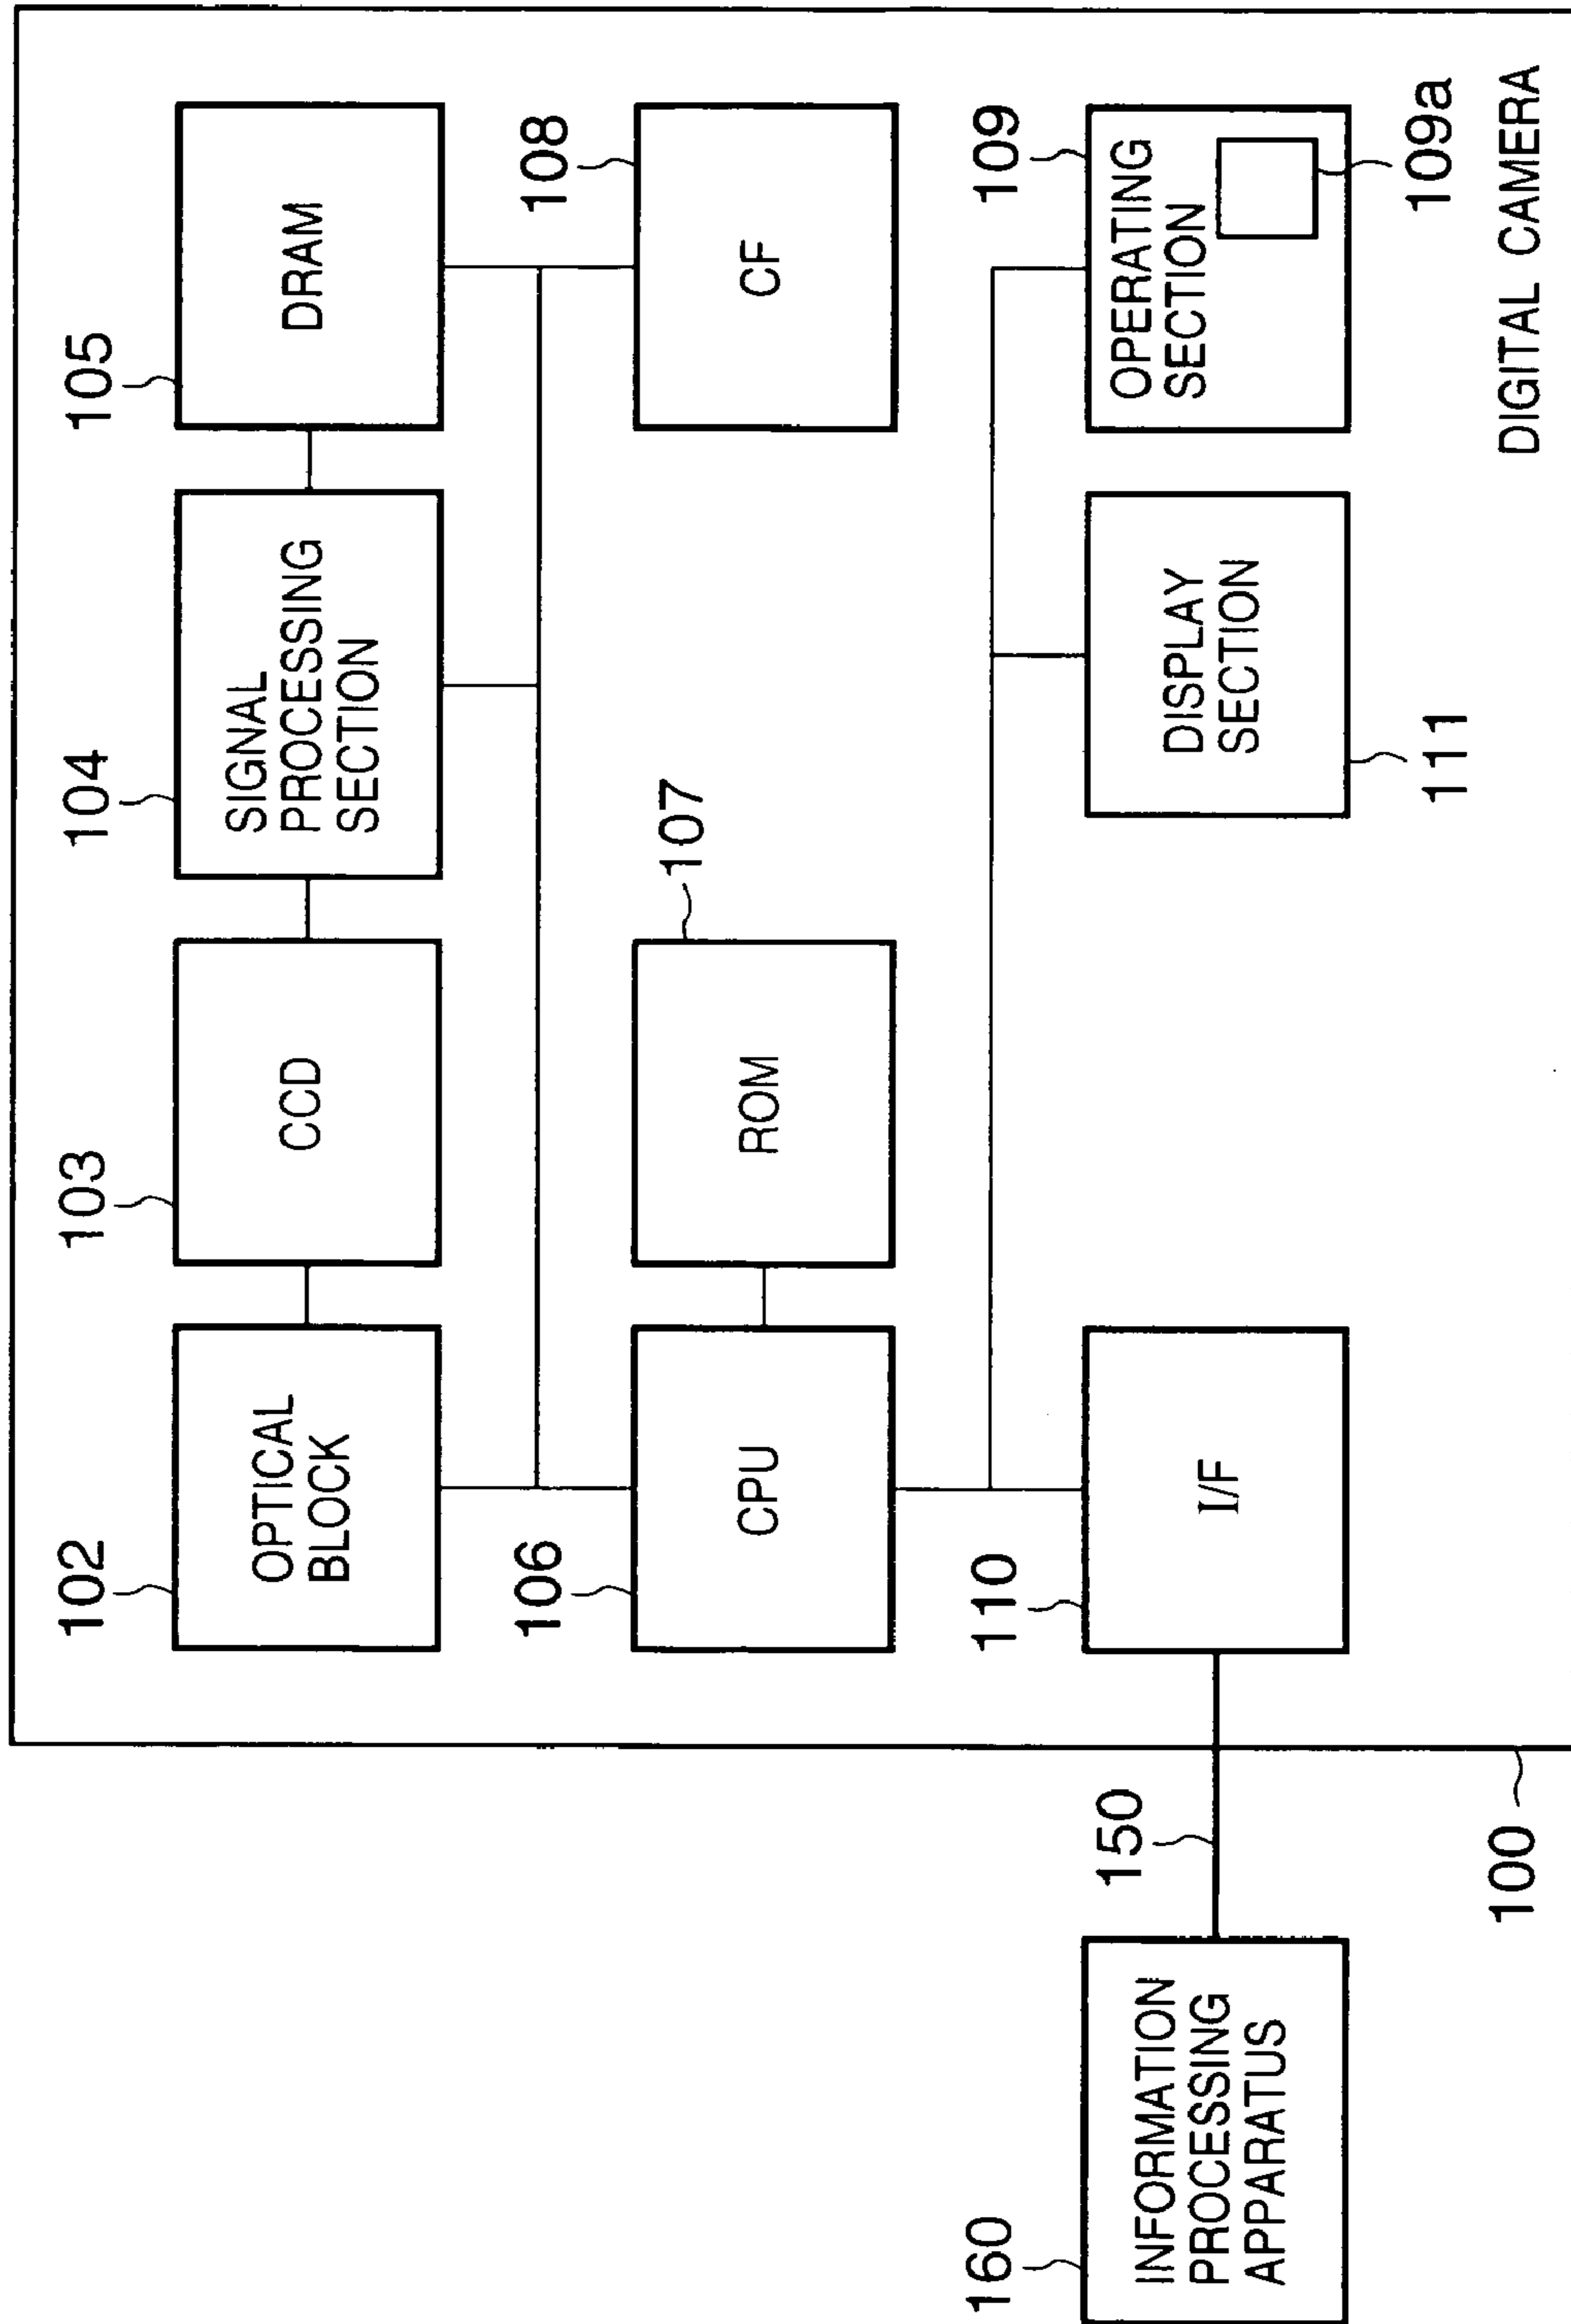 102
OPTICAL
BLOCK
103
CCD
104
SIGNAL
PROCESSING
SECTION
105
DRAM
106
CPU
107
ROM
108
CF
160
INFORMATION
PROCESSING
APPARATUS
150
110
I/F
DISPLAY
SECTION
111
109
OPERATING
SECTION
109a
100
DIGITAL CAMERA